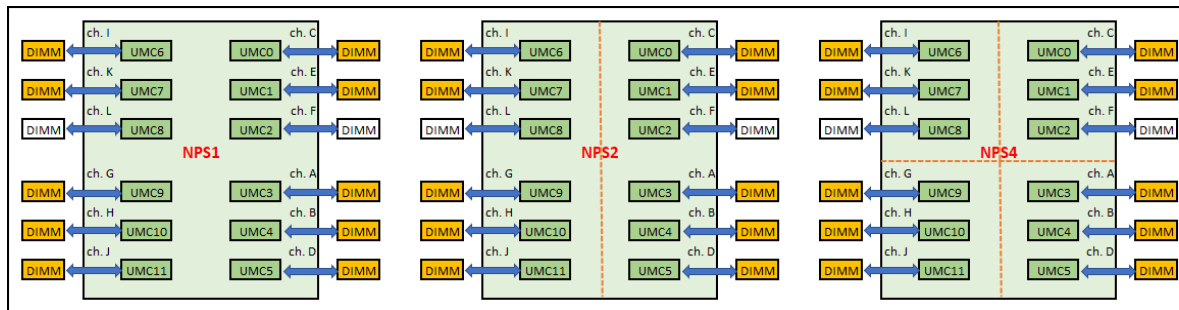 ch. I ch. C ch. I ch. C ch. I ch. C
DIMM UMC6 UMC0 DIMM DIMM UMC6 UMC0 DIMM DIMM UMC6 UMC0 DIMM
ch. K ch. E ch. K ch. E ch. K ch. E
DIMM UMC7 UMC1 DIMM DIMM UMC7 UMC1 DIMM DIMM UMC7 UMC1 DIMM
ch. L ch. F ch. L ch. F ch. L ch. F
DIMM UMC8 UMC2 DIMM DIMM UMC8 UMC2 DIMM DIMM UMC8 UMC2 DIMM
NPS1 NPS2 NPS4
ch. G ch. A ch. G ch. A ch. G ch. A
DIMM UMC9 UMC3 DIMM DIMM UMC9 UMC3 DIMM DIMM UMC9 UMC3 DIMM
ch. H ch. B ch. H ch. B ch. H ch. B
DIMM UMC10 UMC4 DIMM DIMM UMC10 UMC4 DIMM DIMM UMC10 UMC4 DIMM
ch. J ch. D ch. J ch. D ch. J ch. D
DIMM UMC11 UMC5 DIMM DIMM UMC11 UMC5 DIMM DIMM UMC11 UMC5 DIMM